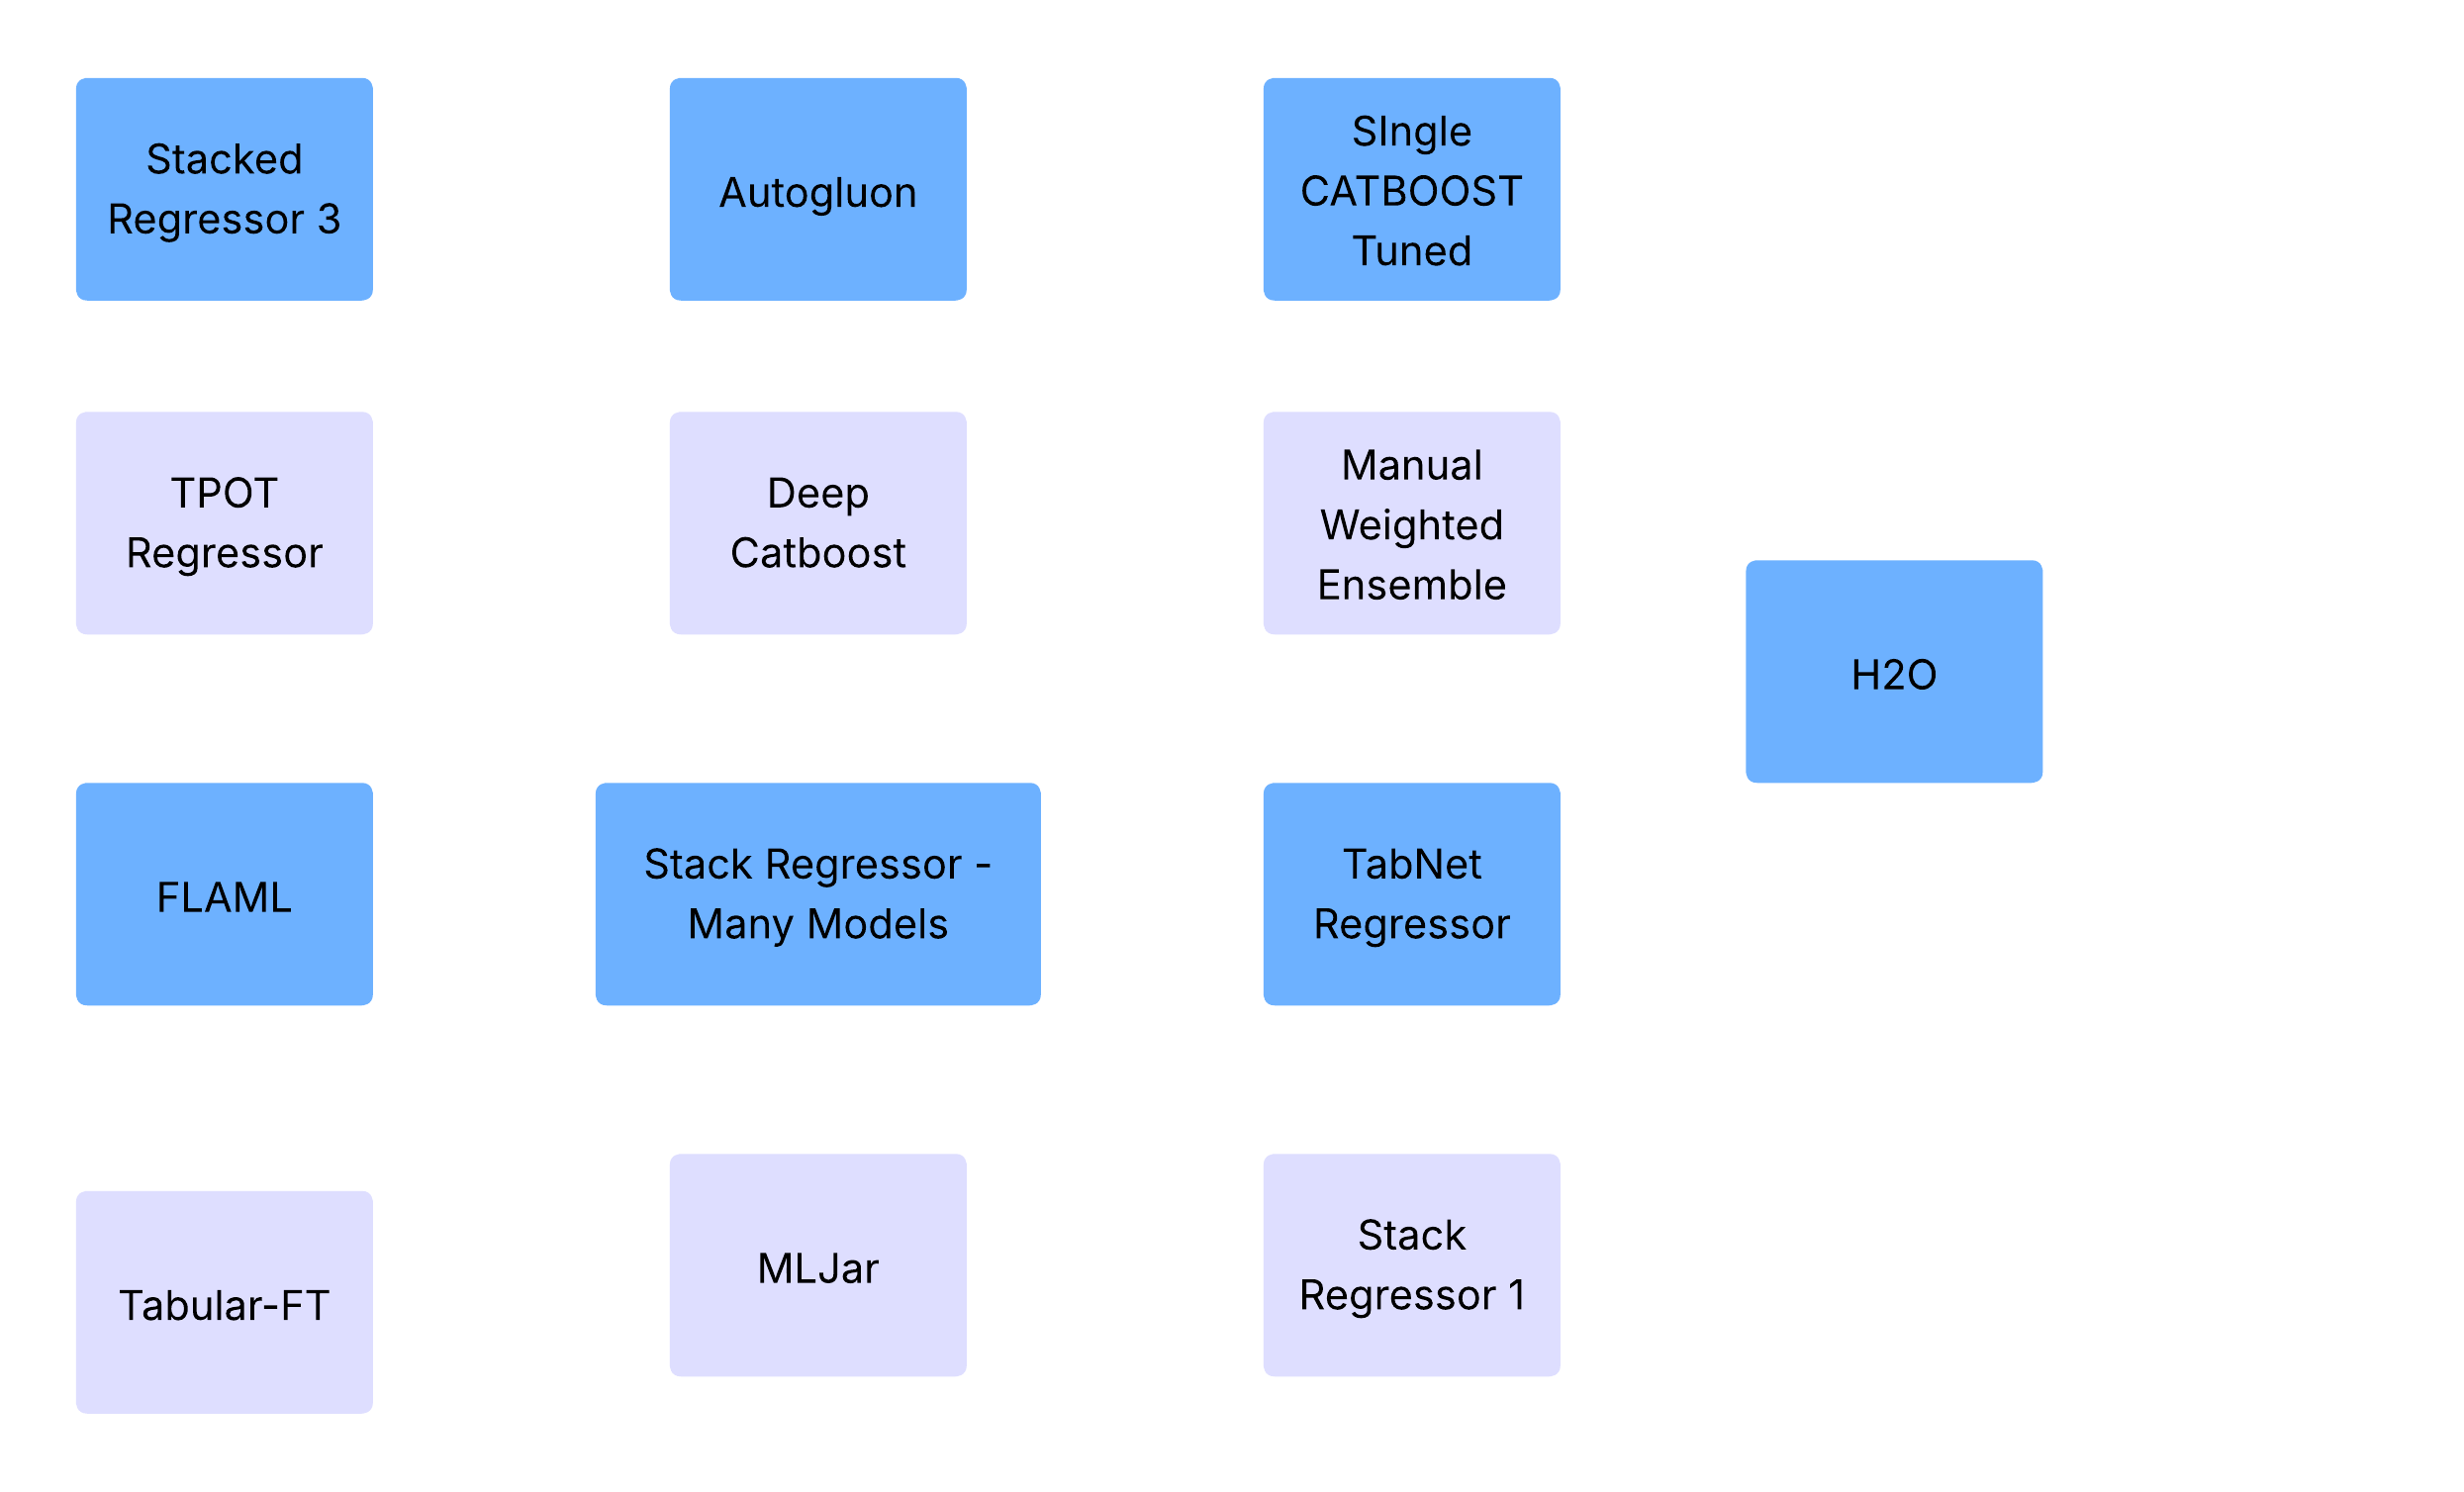 Stacked
Regressor 3
Autogluon
SIngle
CATBOOST
Tuned
TPOT
Regressor
Deep
Catboost
Manual
Weighted
Ensemble
H2O
FLAML
Stack Regressor -
Many Models
TabNet
Regressor
Tabular-FT
MLJar
Stack
Regressor 1